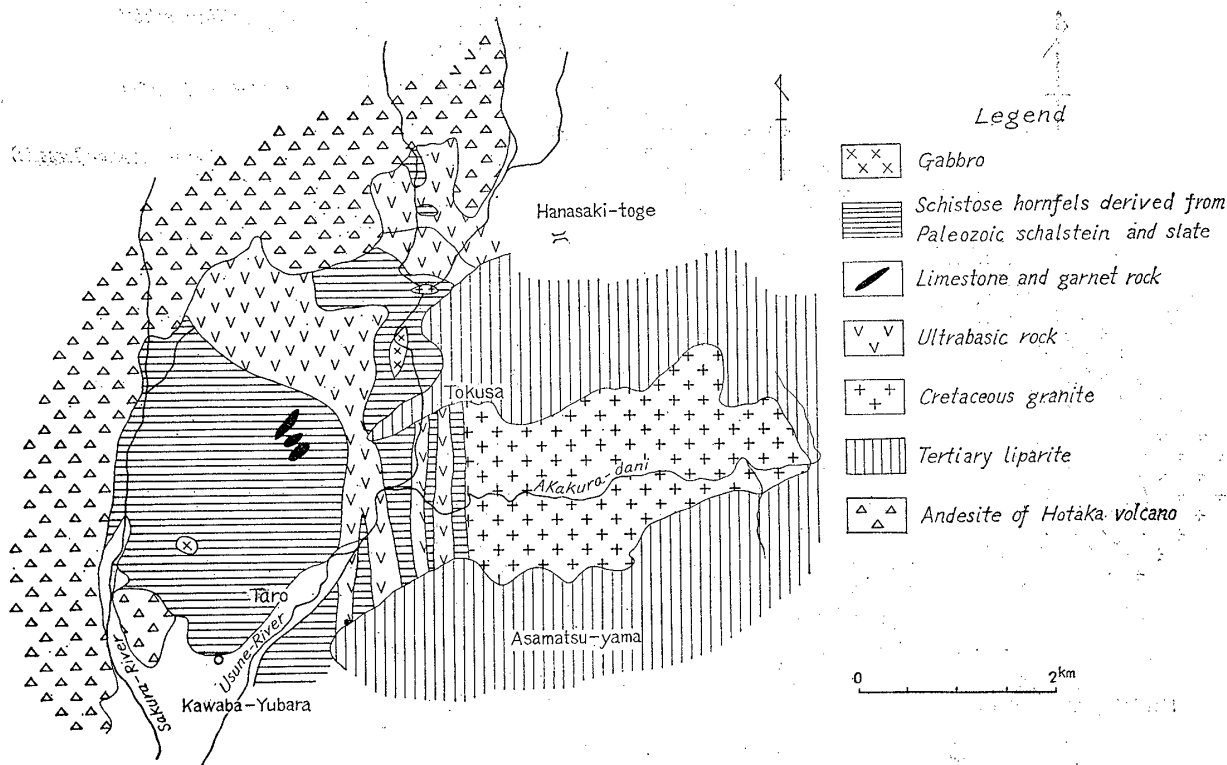 Legend
Gabbro
Schistose hornfels derived from
Paleozoic schalstein and slate
Limestone and garnet rock
Ultrabasic rock
Cretaceous granite
Tertiary liparite
Andesite of Hotaka volcano
Hanasaki-toge
Tokusa
Akakura-dani
Taro
Usune-River
Asamatsu-yama
Sakura-River
Kawaba-Yubara
0 2km